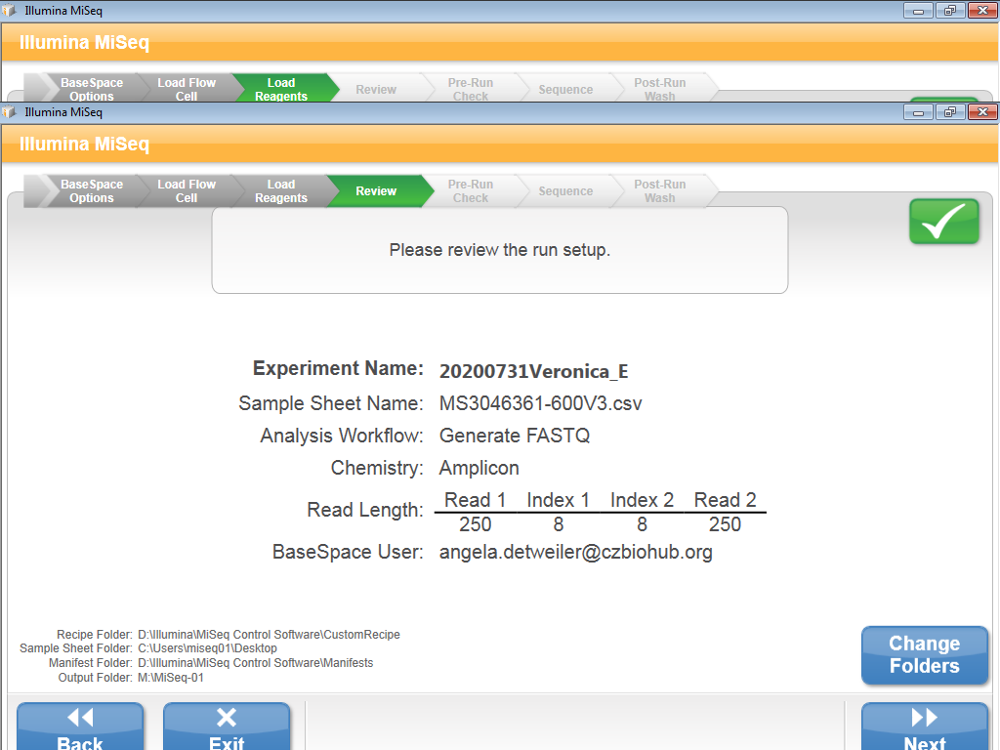 Illumina MiSeq
Illumina MiSeq
BaseSpace Options
Load Flow Cell
Load Reagents
Review
Pre-Run Check
Sequence
Post-Run Wash
Illumina MiSeq
Illumina MiSeq
BaseSpace Options
Load Flow Cell
Load Reagents
Review
Pre-Run Check
Sequence
Post-Run Wash
Please review the run setup.
Experiment Name: 20200731Veronica_E
Sample Sheet Name: MS3046361-600V3.csv
Analysis Workflow: Generate FASTQ
Chemistry: Amplicon
Read 1 Index 1 Index 2 Read 2
Read Length:
250 8 8 250
BaseSpace User: angela.detweiler@czbiohub.org
Recipe Folder: D:\Illumina\MiSeq Control Software\CustomRecipe
Sample Sheet Folder: C:\Users\miseq01\Desktop
Manifest Folder: D:\Illumina\MiSeq Control Software\Manifests
Output Folder: M:\MiSeq-01
Change
Folders
Back
Exit
Next